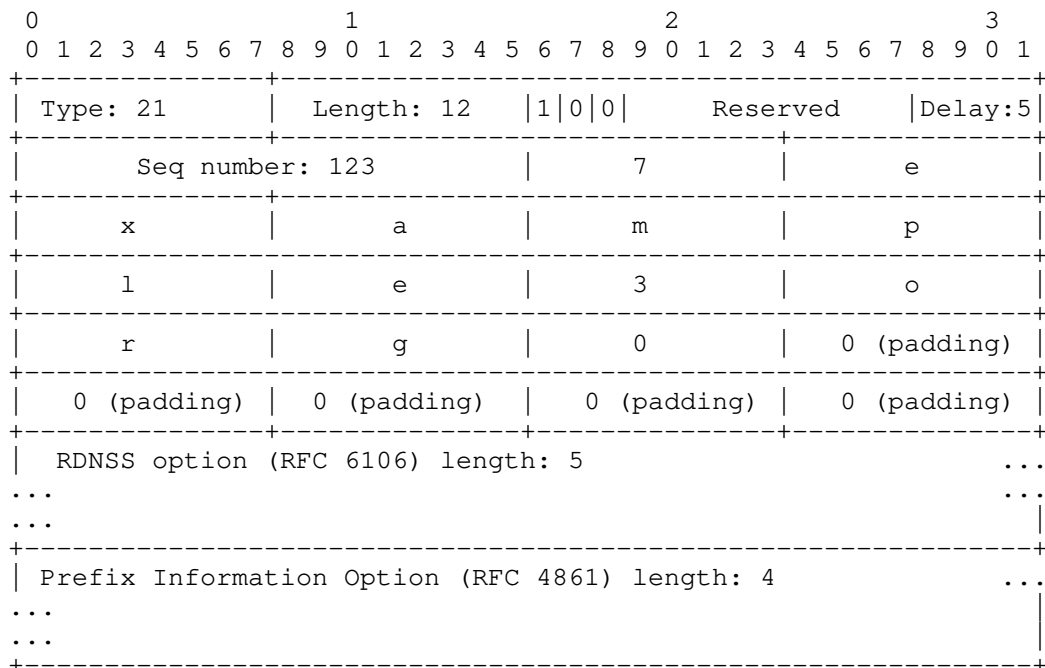 0                   1                   2                   3
0 1 2 3 4 5 6 7 8 9 0 1 2 3 4 5 6 7 8 9 0 1 2 3 4 5 6 7 8 9 0 1
+---------------+-----------------------------------------------+
| Type: 21      |  Length: 12   |1|0|0|     Reserved    |Delay:5|
+---------------+-------------------------------+---------------+
|       Seq number: 123         |      7        |       e       |
+---------------+-----------------------------------------------+
|      x        |       a       |      m        |       p       |
+---------------------------------------------------------------+
|      l        |       e       |      3        |       o       |
+---------------------------------------------------------------+
|      r        |       g       |      0        |   0 (padding) |
+---------------------------------------------------------------+
|   0 (padding) | 0 (padding)   |   0 (padding) |   0 (padding) |
+---------------+---------------+---------------+---------------+
|  RDNSS option (RFC 6106) length: 5                          ...
...                                                           ...
...                                                             |
+---------------------------------------------------------------+
| Prefix Information Option (RFC 4861) length: 4              ...
...                                                             |
...                                                             |
+---------------------------------------------------------------+